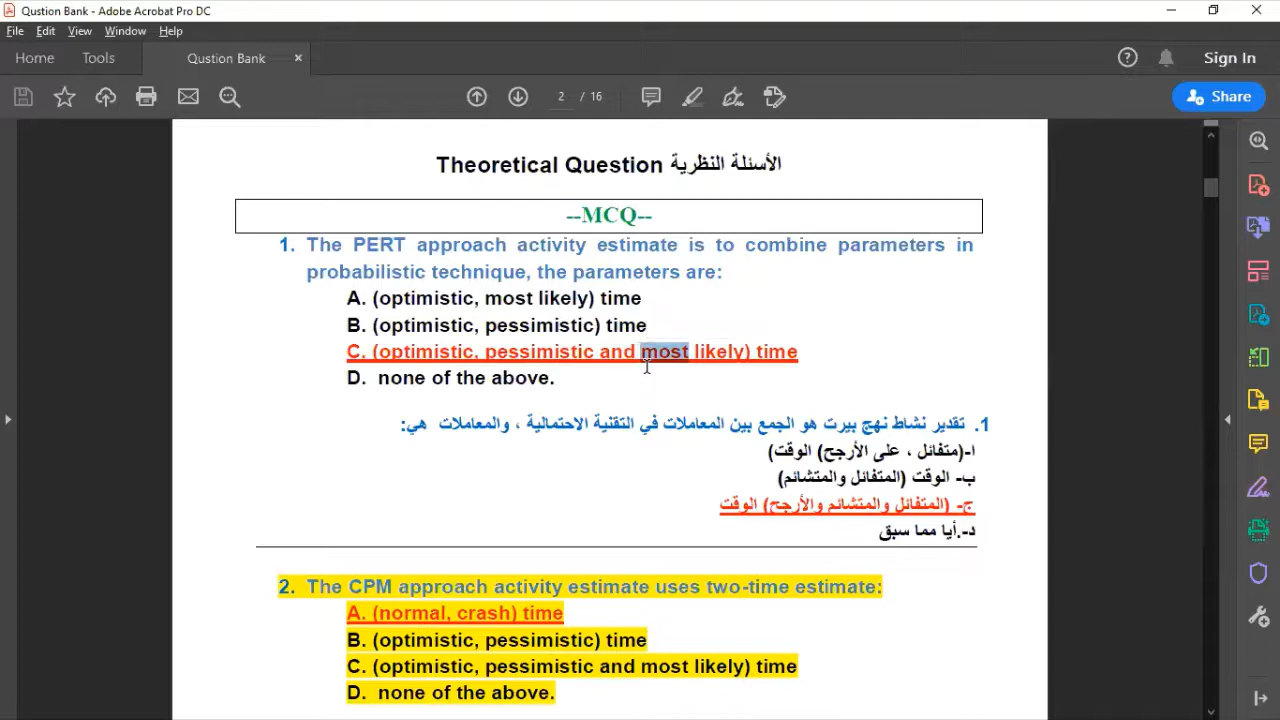 Qustion Bank - Adobe Acrobat Pro DC
File Edit View Window Help
Home Tools Qustion Bank × Sign In
2 / 16 Share
Theoretical Question الأسئلة النظرية
--MCQ--
1. The PERT approach activity estimate is to combine parameters in
probabilistic technique, the parameters are:
A. (optimistic, most likely) time
B. (optimistic, pessimistic) time
C. (optimistic, pessimistic and most likely) time
D. none of the above.
1. تقدير نشاط نهج بيرت هو الجمع بين المعاملات في التقنية الاحتمالية ، والمعاملات هي:
ا-(متفائل ، على الأرجح) الوقت)
ب- الوقت (المتفائل والمتشائم)
ج- (المتفائل والمتشائم والأرجح) الوقت
د-.أيا مما سبق
2. The CPM approach activity estimate uses two-time estimate:
A. (normal, crash) time
B. (optimistic, pessimistic) time
C. (optimistic, pessimistic and most likely) time
D. none of the above.